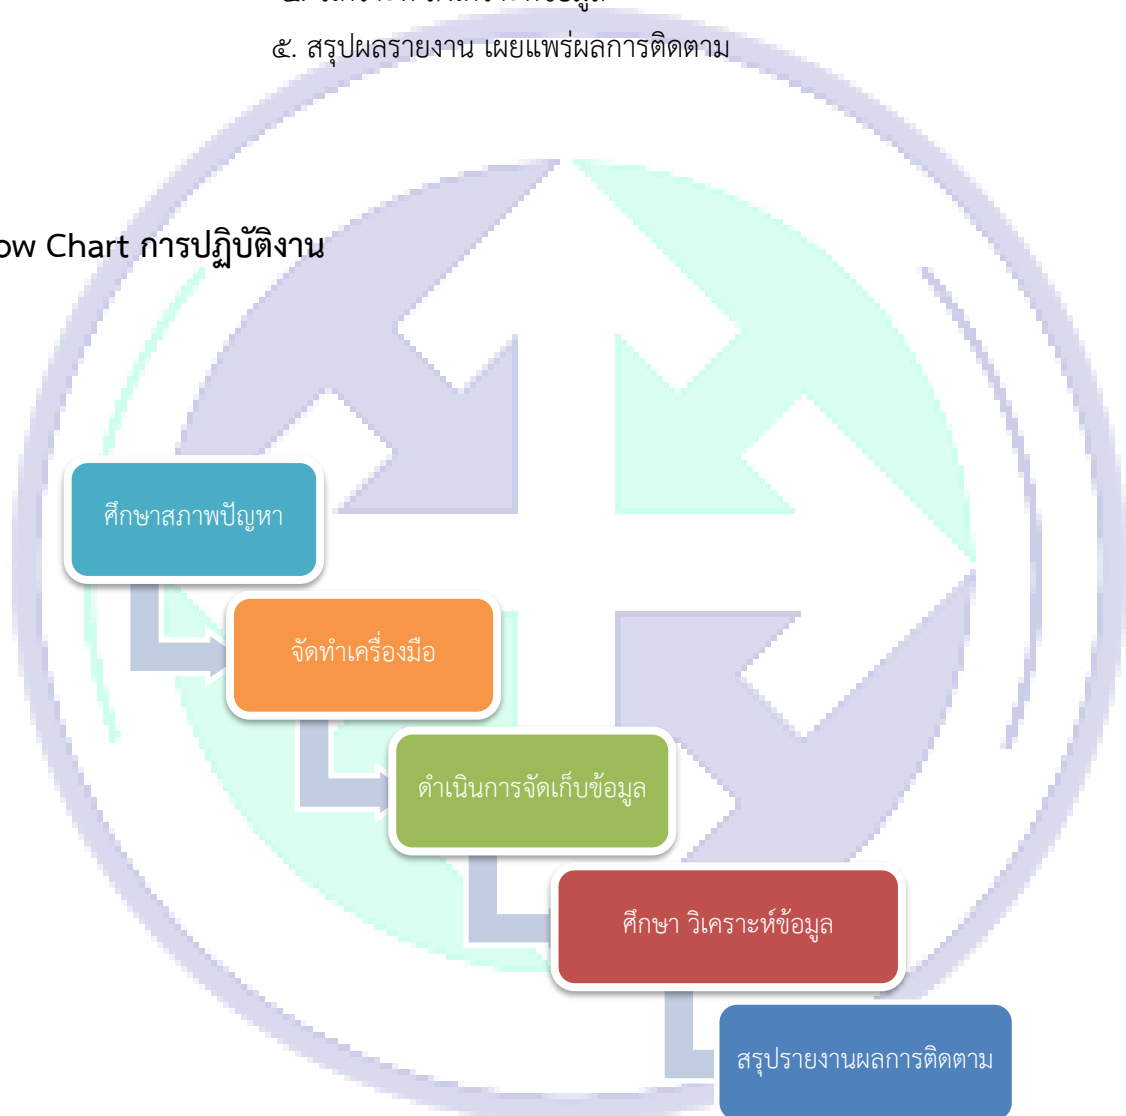 ๕. สรุปผลรายงาน เผยแพร่ผลการติดตาม
ow Chart การปฏิบัติงาน
ศึกษาสภาพปัญหา
จัดทำเครื่องมือ
ดำเนินการจัดเก็บข้อมูล
ศึกษา วิเคราะห์ข้อมูล
สรุปรายงานผลการติดตาม